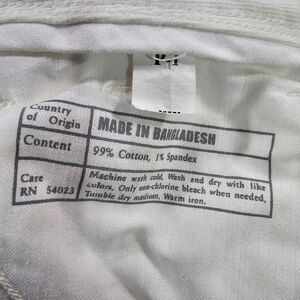 Country
of Origin MADE IN BANGLADESH
Content 99% Cotton, 1% Spandex
Care Machine wash cold, Wash and dry with like
RN 54023 colors, Only non-chlorine bleach when needed,
Tumble dry medium, Warm iron.